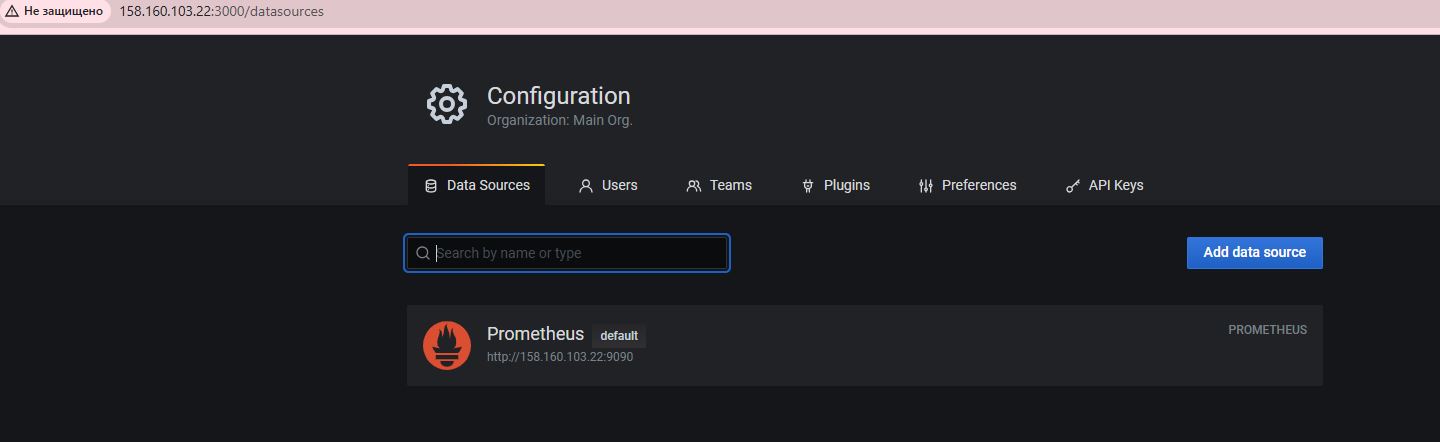 Не защищено 158.160.103.22:3000/datasources
Configuration
Organization: Main Org.
Data Sources Users Teams Plugins Preferences API Keys
Search by name or type Add data source
Prometheus default PROMETHEUS
http://158.160.103.22:9090